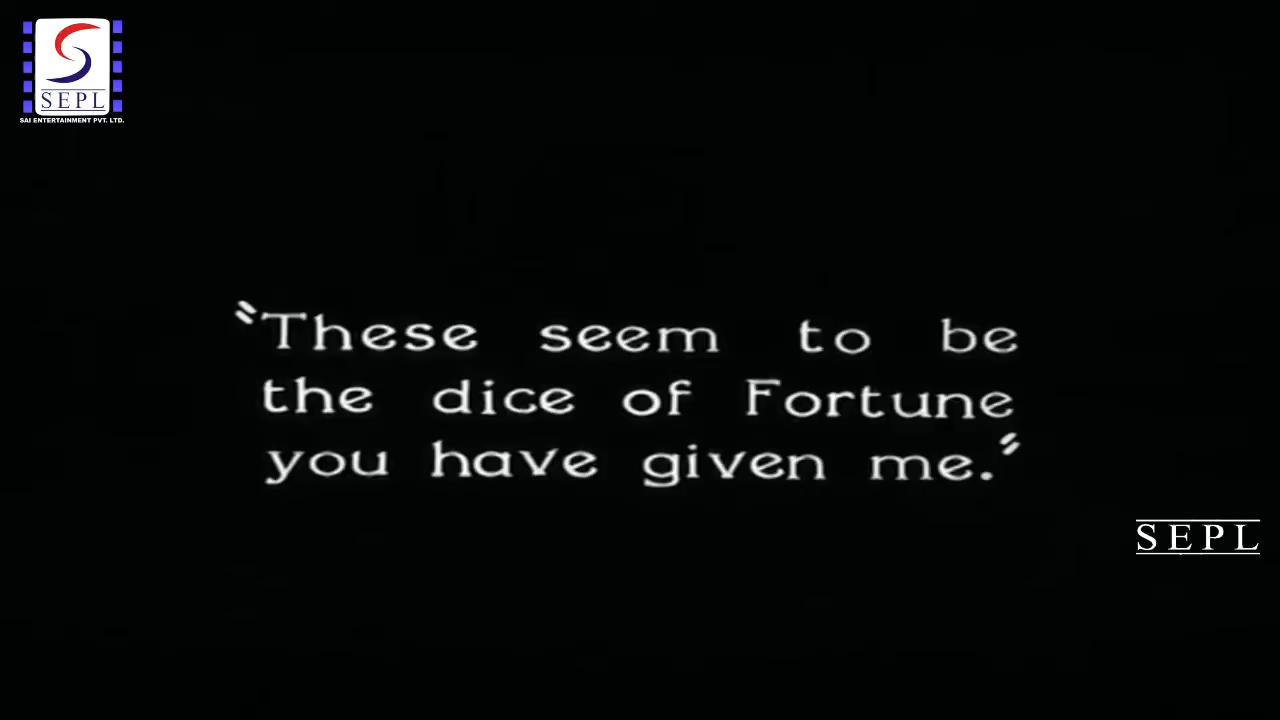 SEPL
SAI ENTERTAINMENT PVT. LTD.
"These seem to be
the dice of Fortune
you have given me."
SEPL